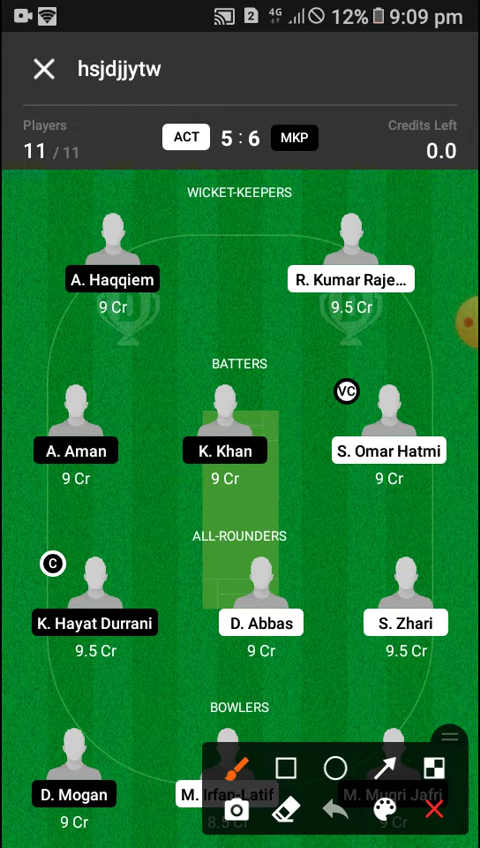 2 4G 12% 9:09 pm
hsjdjjytw
Players
Credits Left
11 / 11
ACT 5 : 6 MKP
0.0
WICKET-KEEPERS
A. Haqqiem
R. Kumar Raje...
9 Cr
9.5 Cr
BATTERS
VC
A. Aman
K. Khan
S. Omar Hatmi
9 Cr
9 Cr
9 Cr
ALL-ROUNDERS
C
K. Hayat Durrani
D. Abbas
S. Zhari
9.5 Cr
9 Cr
9.5 Cr
BOWLERS
D. Mogan
M. Irfan-Latif
M. Muqri Jafri
9 Cr
8.5 Cr
9 Cr